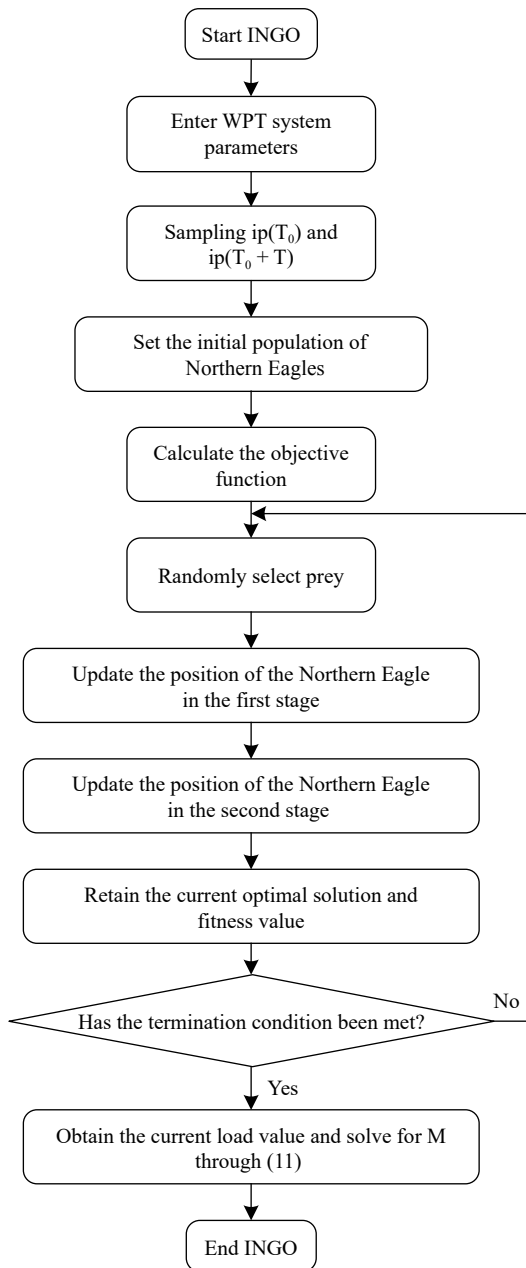 Start INGO
Enter WPT system
parameters
Sampling ip(T₀) and
ip(T₀ + T)
Set the initial population of
Northern Eagles
Calculate the objective
function
Randomly select prey
Update the position of the Northern Eagle
in the first stage
Update the position of the Northern Eagle
in the second stage
Retain the current optimal solution and
fitness value
Has the termination condition been met?
No
Yes
Obtain the current load value and solve for M
through (11)
End INGO